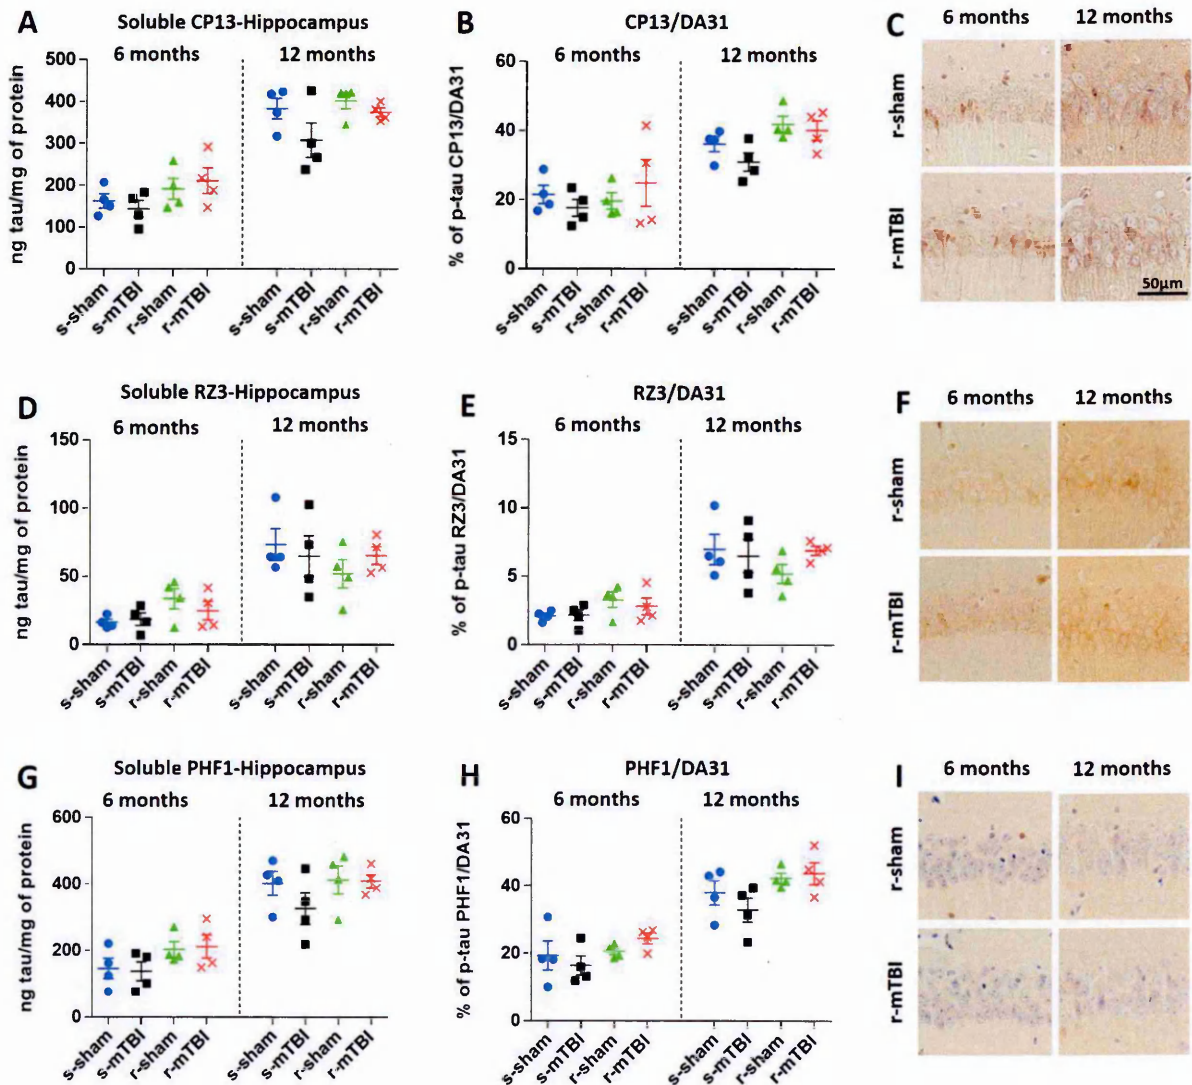 A
Soluble CP13-Hippocampus
6 months
12 months
ng tau/mg of protein
500
400
300
200
100
0
s-sham
s-mTBI
r-sham
r-mTBI
s-sham
s-mTBI
r-sham
r-mTBI
B
CP13/DA31
6 months
12 months
% of p-tau CP13/DA31
60
40
20
0
s-sham
s-mTBI
r-sham
r-mTBI
s-sham
s-mTBI
r-sham
r-mTBI
C
6 months
12 months
r-sham
r-mTBI
50µm
D
Soluble RZ3-Hippocampus
6 months
12 months
ng tau/mg of protein
150
100
50
0
s-sham
s-mTBI
r-sham
r-mTBI
s-sham
s-mTBI
r-sham
r-mTBI
E
RZ3/DA31
6 months
12 months
% of p-tau RZ3/DA31
15
10
5
0
s-sham
s-mTBI
r-sham
r-mTBI
s-sham
s-mTBI
r-sham
r-mTBI
F
6 months
12 months
r-sham
r-mTBI
G
Soluble PHF1-Hippocampus
6 months
12 months
ng tau/mg of protein
600
400
200
0
s-sham
s-mTBI
r-sham
r-mTBI
s-sham
s-mTBI
r-sham
r-mTBI
H
PHF1/DA31
6 months
12 months
% of p-tau PHF1/DA31
60
40
20
0
s-sham
s-mTBI
r-sham
r-mTBI
s-sham
s-mTBI
r-sham
r-mTBI
I
6 months
12 months
r-sham
r-mTBI